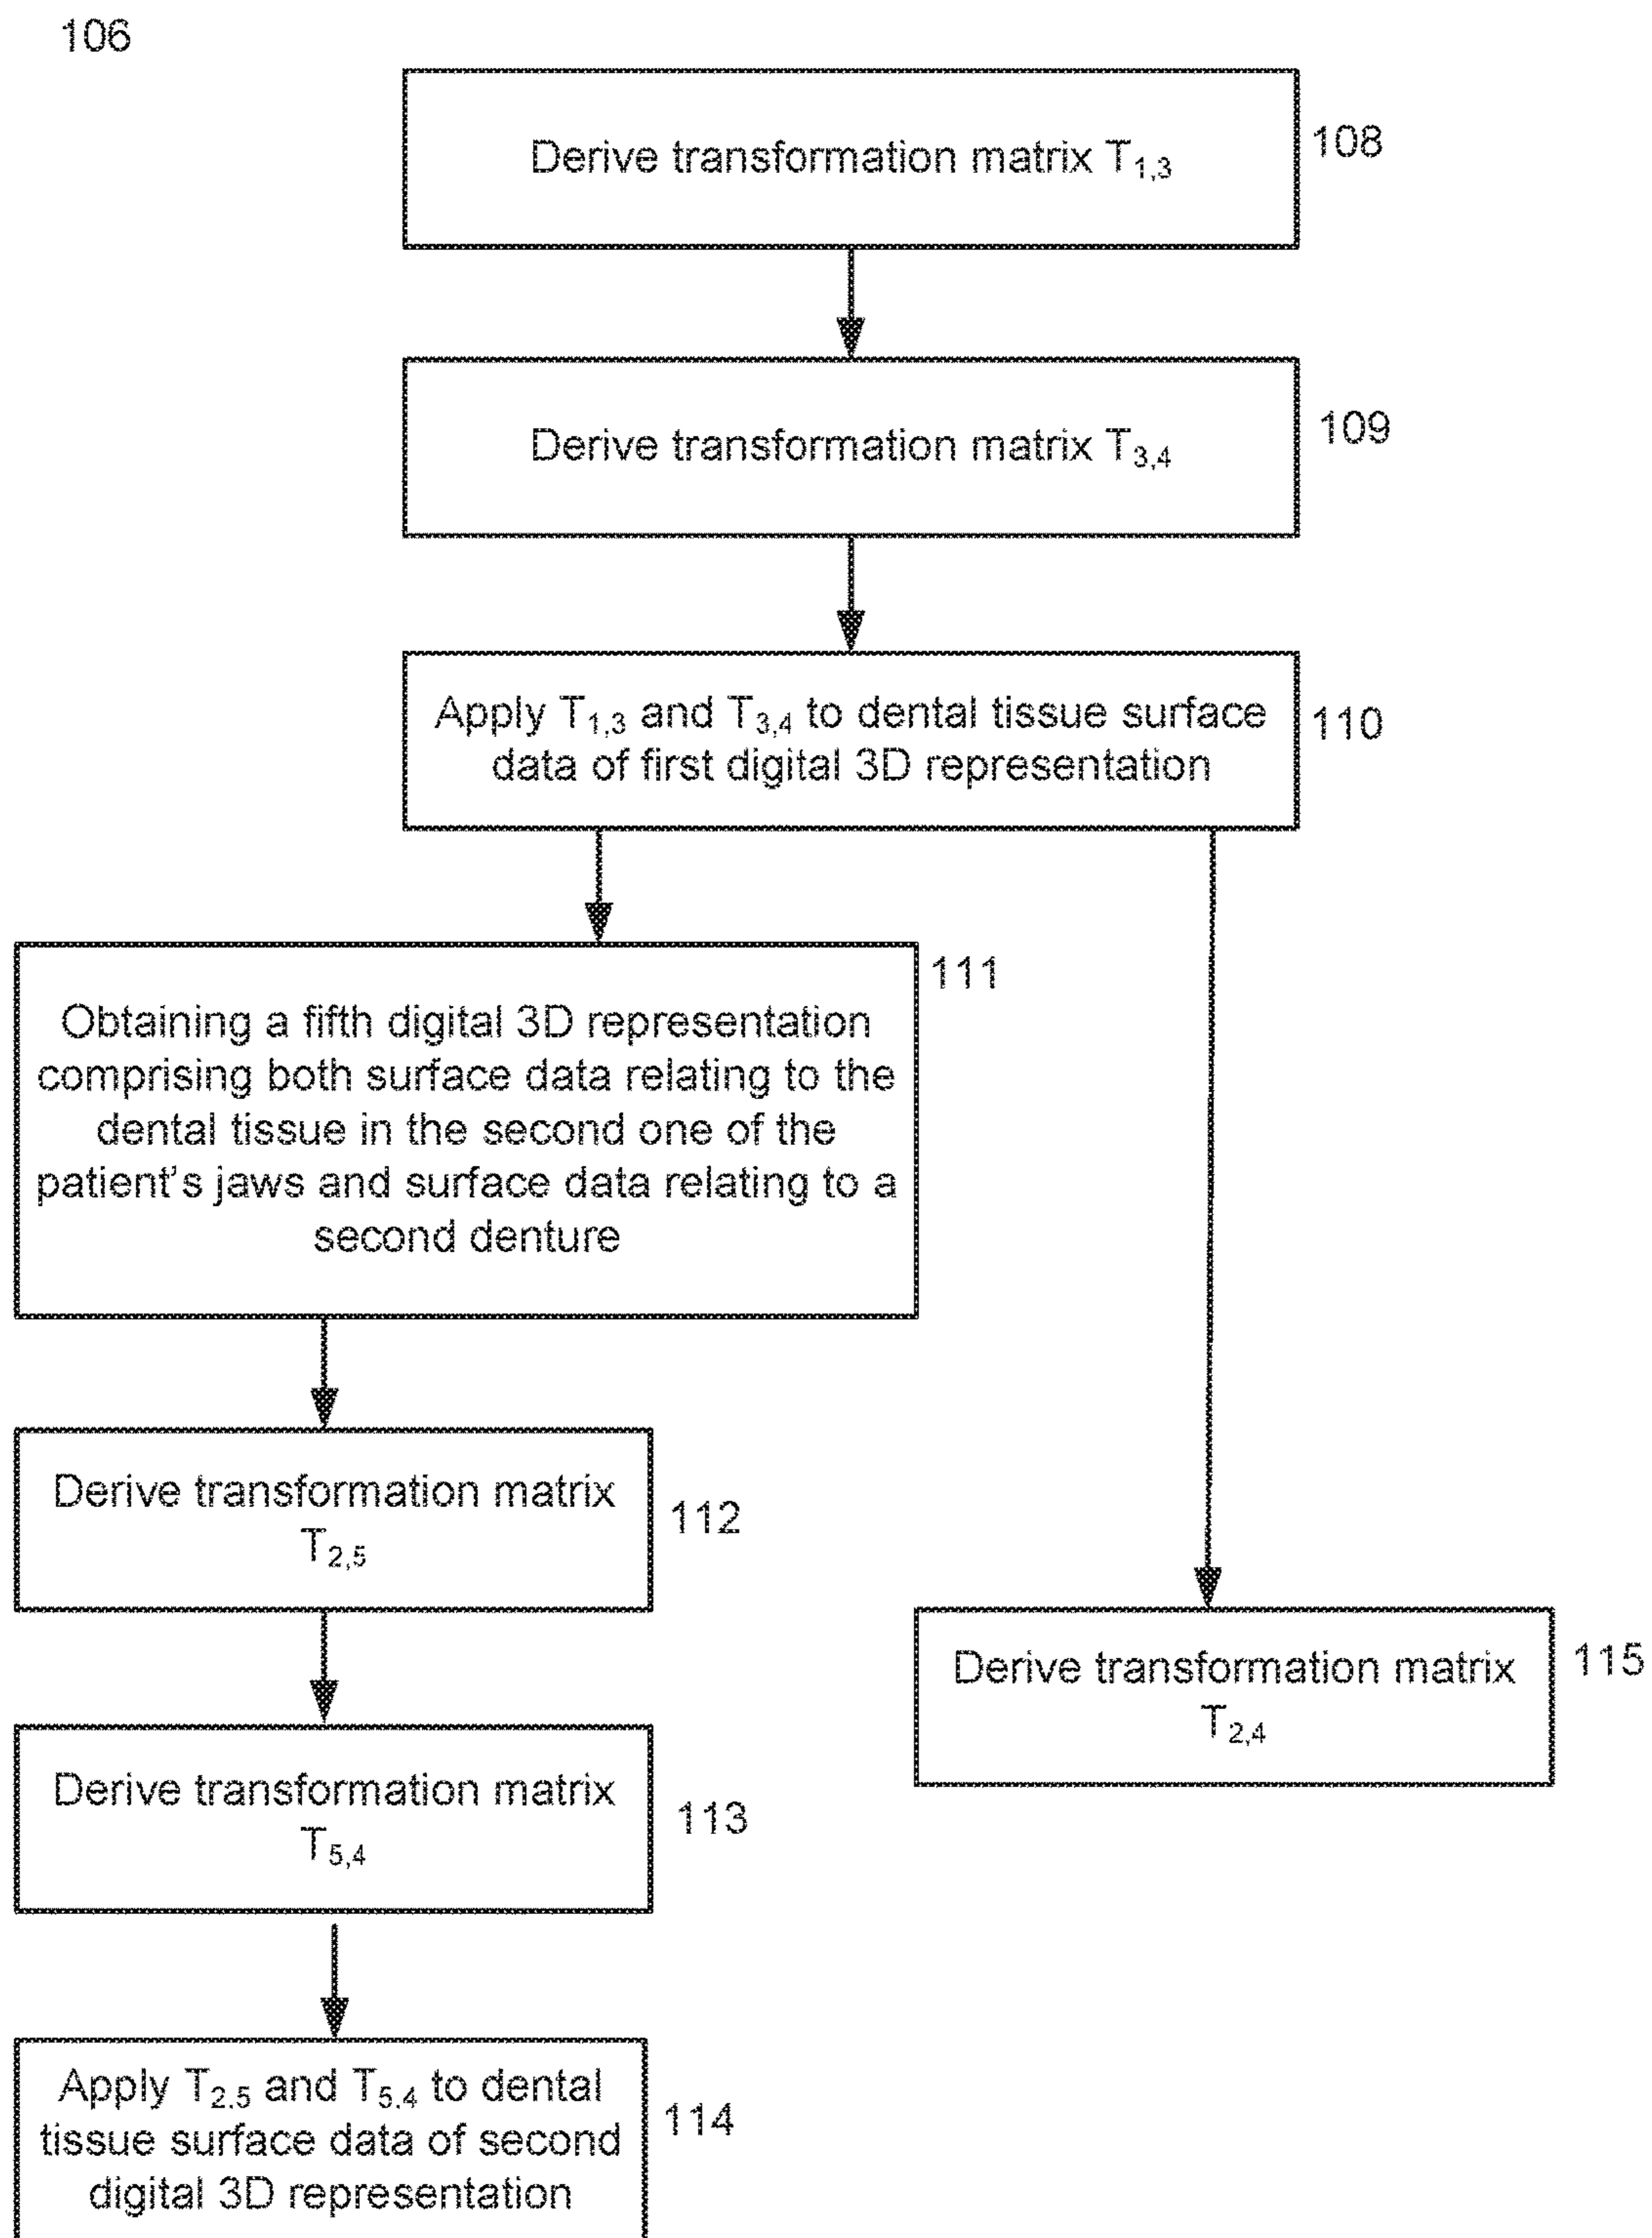 106
Derive transformation matrix T1,3
108
Derive transformation matrix T3,4
109
Apply T1,3 and T3,4 to dental tissue surface
data of first digital 3D representation
110
Obtaining a fifth digital 3D representation
comprising both surface data relating to the
dental tissue in the second one of the
patient's jaws and surface data relating to a
second denture
111
Derive transformation matrix
T2,5
112
Derive transformation matrix
T2,4
115
Derive transformation matrix
T5,4
113
Apply T2,5 and T5,4 to dental
tissue surface data of second
digital 3D representation
114